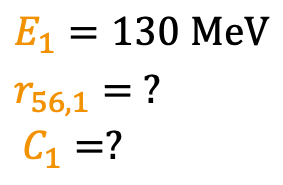 E₁ = 130 MeV
r₅₆,₁ = ?
C₁ =?